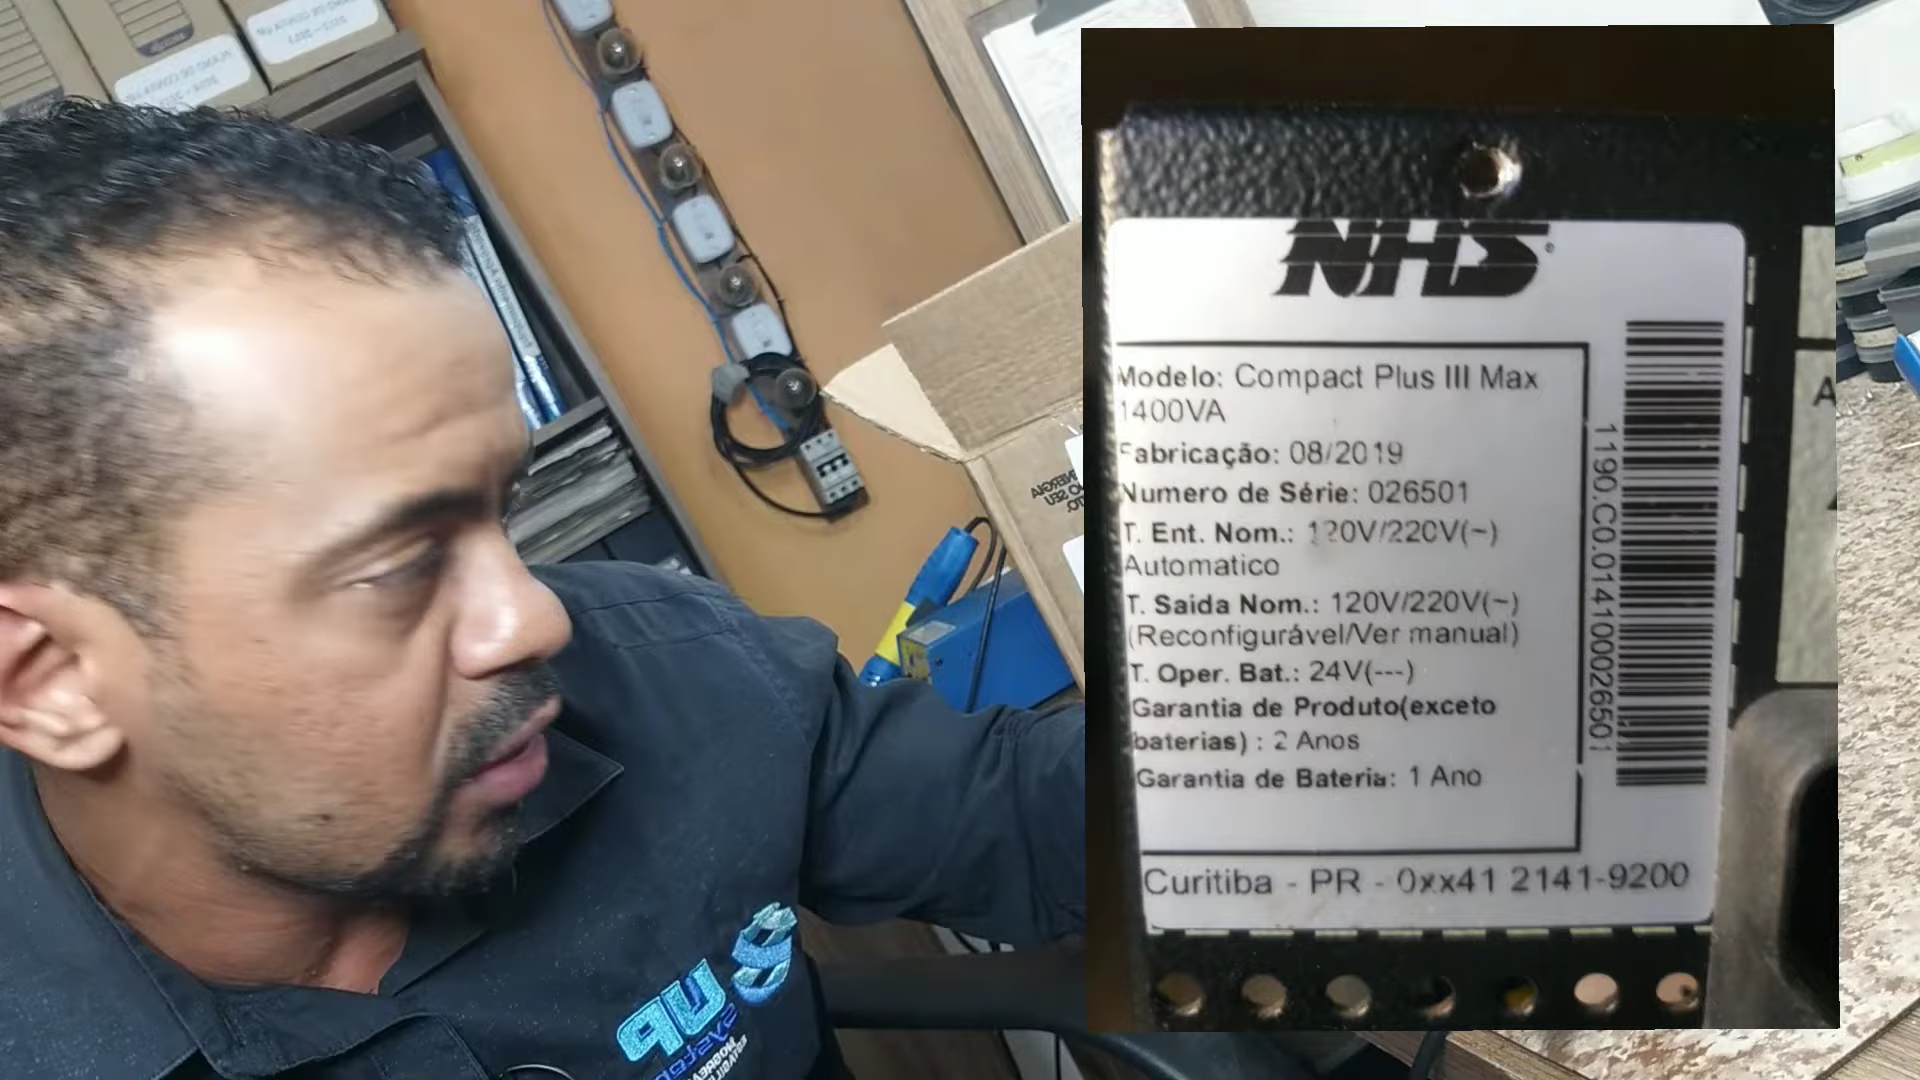 NHS
Modelo: Compact Plus III Max
1400VA
Fabricação: 08/2019
Numero de Série: 026501
T. Ent. Nom.: 120V/220V(~)
Automatico
T. Saida Nom.: 120V/220V(~)
(Reconfigurável/Ver manual)
T. Oper. Bat.: 24V(---)
Garantia de Produto(exceto
baterias) : 2 Anos
Garantia de Bateria: 1 Ano
Curitiba - PR - 0xx41 2141-9200
1190.C0.014100026501
UP